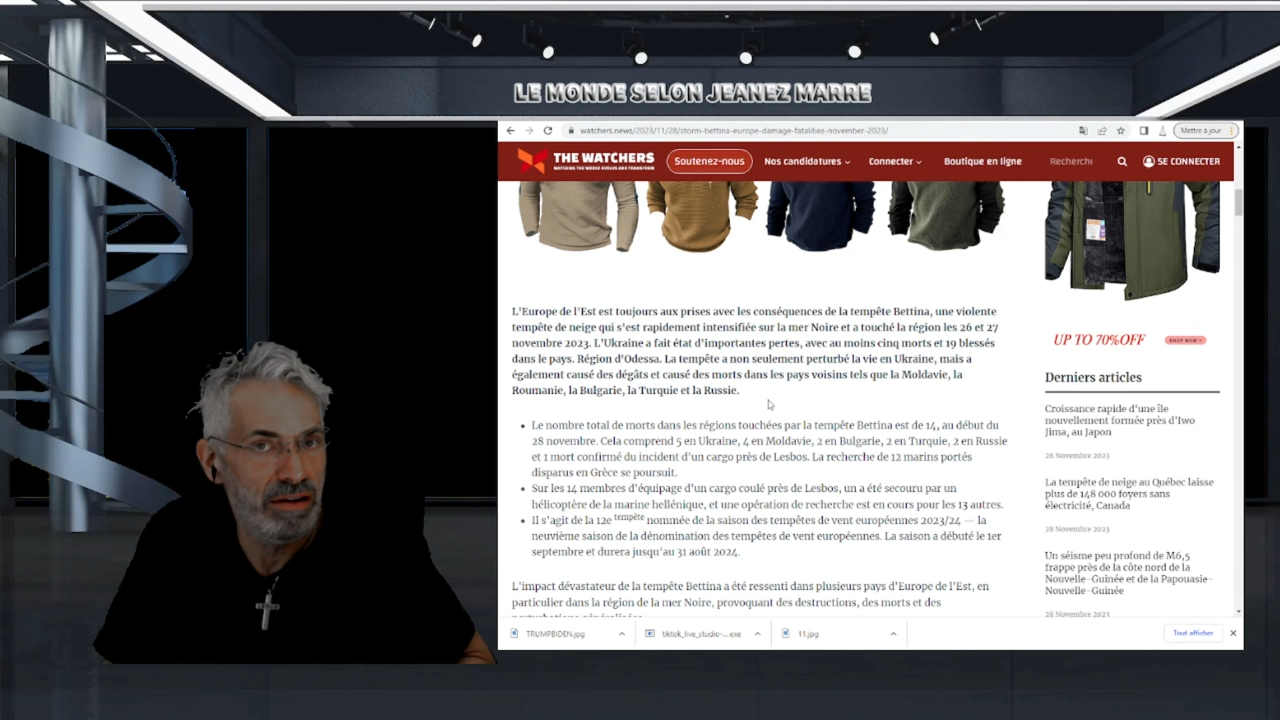 LE MONDE SELON JEANEZ MARRE
watchers.news/2023/11/28/storm-bettina-europe-damage-fatalities-november-2023/
Mettre à jour
THE WATCHERS
WATCHING THE WORLD EVOLVE AND TRANSFORM
Soutenez-nous
Nos candidatures
Connecter
Boutique en ligne
Recherche
SE CONNECTER
L'Europe de l'Est est toujours aux prises avec les conséquences de la tempête Bettina, une violente
tempête de neige qui s'est rapidement intensifiée sur la mer Noire et a touché la région les 26 et 27
novembre 2023. L'Ukraine a fait état d'importantes pertes, avec au moins cinq morts et 19 blessés
dans le pays. Région d'Odessa. La tempête a non seulement perturbé la vie en Ukraine, mais a
également causé des dégâts et causé des morts dans les pays voisins tels que la Moldavie, la
Roumanie, la Bulgarie, la Turquie et la Russie.
Le nombre total de morts dans les régions touchées par la tempête Bettina est de 14, au début du
28 novembre. Cela comprend 5 en Ukraine, 4 en Moldavie, 2 en Bulgarie, 2 en Turquie, 2 en Russie
et 1 mort confirmé du incident d'un cargo près de Lesbos. La recherche de 12 marins portés
disparus en Grèce se poursuit.
Sur les 14 membres d'équipage d'un cargo coulé près de Lesbos, un a été secouru par un
hélicoptère de la marine hellénique, et une opération de recherche est en cours pour les 13 autres.
Il s'agit de la 12e tempête nommée de la saison des tempêtes de vent européennes 2023/24 — la
neuvième saison de la dénomination des tempêtes de vent européennes. La saison a débuté le 1er
septembre et durera jusqu'au 31 août 2024.
L'impact dévastateur de la tempête Bettina a été ressenti dans plusieurs pays d'Europe de l'Est, en
particulier dans la région de la mer Noire, provoquant des destructions, des morts et des
UP TO 70%OFF
SHOP NOW >
Derniers articles
Croissance rapide d'une île
nouvellement formée près d'Iwo
Jima, au Japon
28 Novembre 2023
La tempête de neige au Québec laisse
plus de 148 000 foyers sans
électricité, Canada
28 Novembre 2023
Un séisme peu profond de M6,5
frappe près de la côte nord de la
Nouvelle-Guinée et de la Papouasie-
Nouvelle-Guinée
28 Novembre 2023
TRUMPBIDEN.jpg
tiktok_live_studio-....exe
11.jpg
Tout afficher